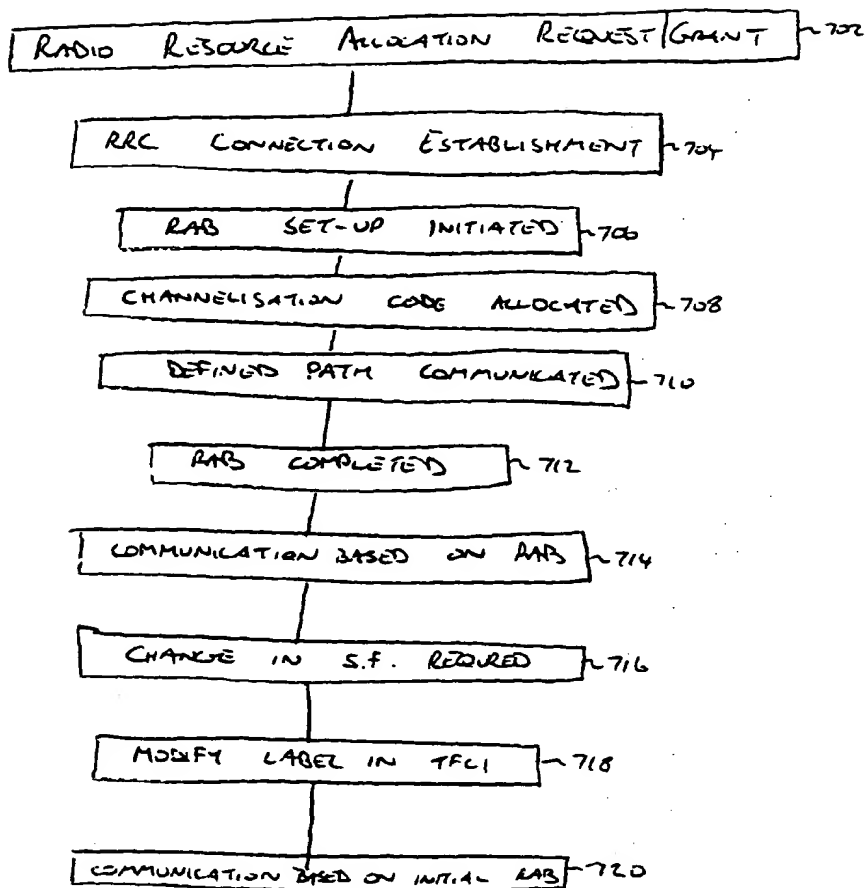 RADIO RESOURCE ALLOCATION REQUEST/GRANT 702
RRC CONNECTION ESTABLISHMENT 704
RAB SET-UP INITIATED 706
CHANNELISATION CODE ALLOCATED 708
DEFINED PATH COMMUNICATED 710
RAB COMPLETED 712
COMMUNICATION BASED ON RAB 714
CHANGE IN S.F. REQUIRED 716
MODIFY LABEL IN TFCI 718
COMMUNICATION BASED ON INITIAL RAB 720